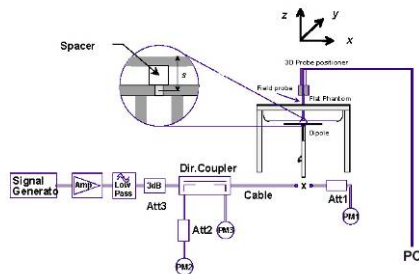 z
y
x
Spacer
s
3D Probe positioner
Field probe
Flat Phantom
Dipole
Signal
Generato
Amp
Low
Pass
3dB
Att3
Dir.Coupler
Cable
x
Att1
PM1
Att2
PM3
PM2
PC